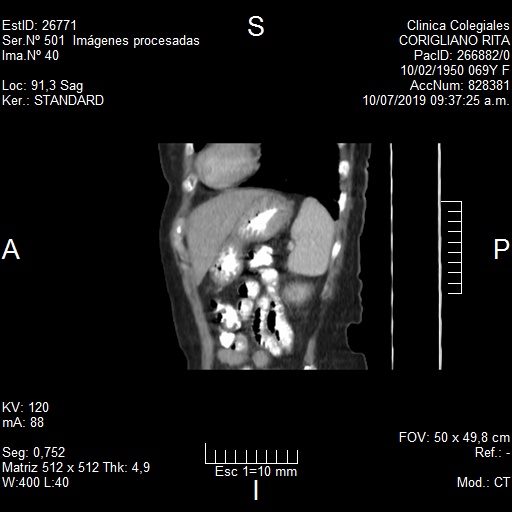 EstID: 26771
Ser.Nº 501 Imágenes procesadas
Ima.Nº 40
Loc: 91,3 Sag
Ker.: STANDARD
S
Clinica Colegiales
CORIGLIANO RITA
PacID: 266882/0
10/02/1950 069Y F
AccNum: 828381
10/07/2019 09:37:25 a.m.
A
P
KV: 120
mA: 88
Seg: 0,752
Matriz 512 x 512 Thk: 4,9
W:400 L:40
Esc 1=10 mm
I
FOV: 50 x 49,8 cm
Ref.: -
Mod.: CT